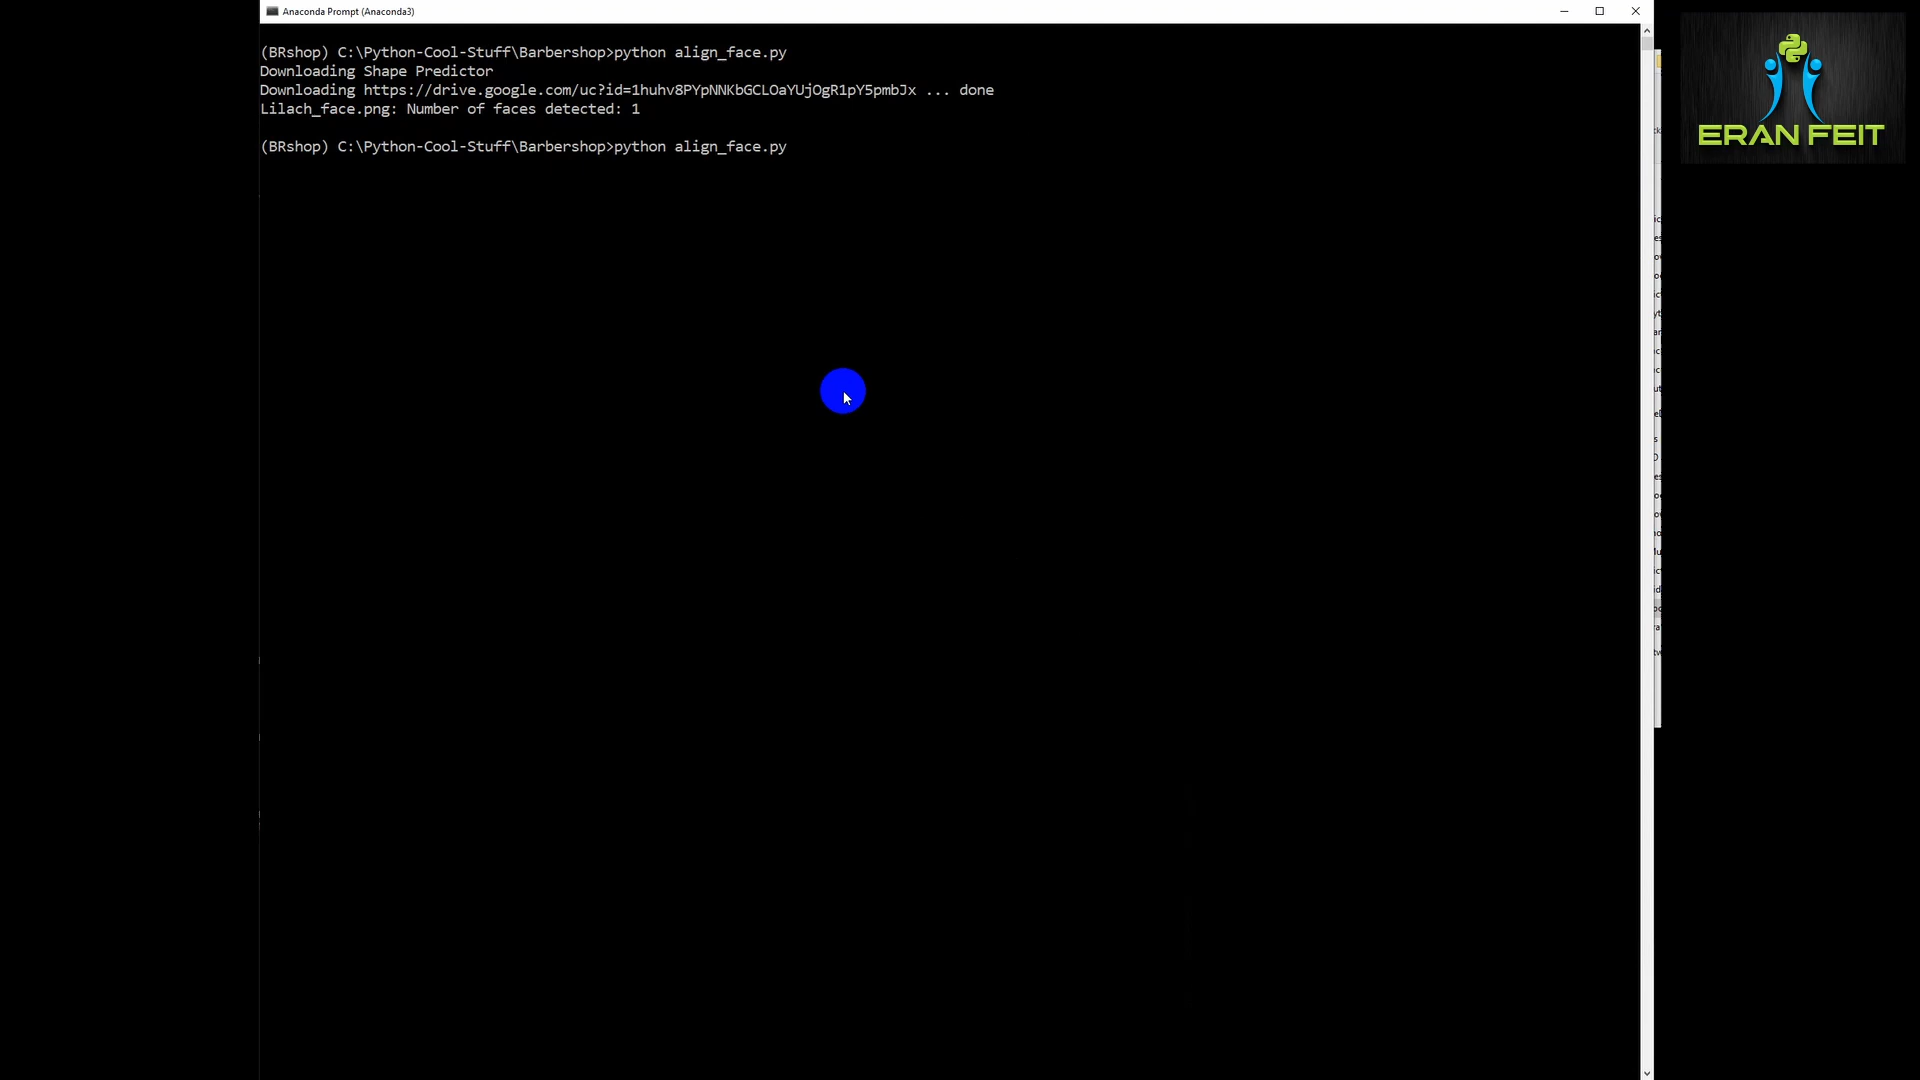 Anaconda Prompt (Anaconda3)
(BRshop) C:\Python-Cool-Stuff\Barbershop>python align_face.py
Downloading Shape Predictor
Downloading https://drive.google.com/uc?id=1huhv8PYpNNKbGCLOaYUjOgR1pY5pmbJx ... done
Lilach_face.png: Number of faces detected: 1
(BRshop) C:\Python-Cool-Stuff\Barbershop>python align_face.py
ERAN FEIT